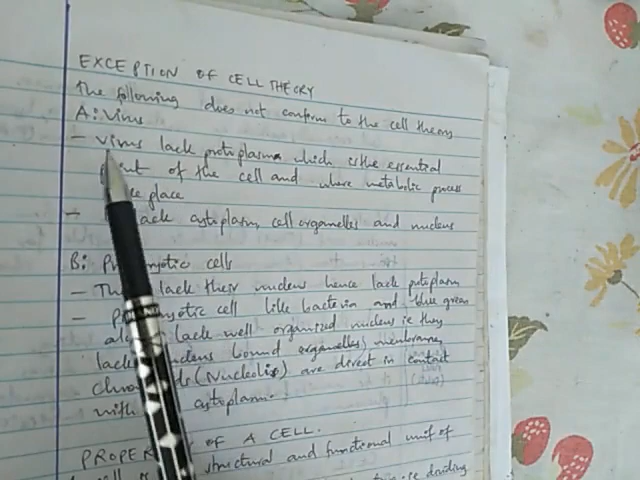 EXCEPTION OF CELL THEORY
The following does not conform to the cell theory
A: Virus
- Virus lack protoplasm which is the essential
of the cell and where metabolic process
place
- lack cytoplasm, cell organelles and nucleus
B: cells
- lack their nucleus hence lack protoplasm
- cell like bacteria and blue green
lack well organized nucleus ie they
lack bound organelles, membrane,
(Nucleolis) are direct in contact
with cytoplasm.
OF A CELL.
structural and functional unit of